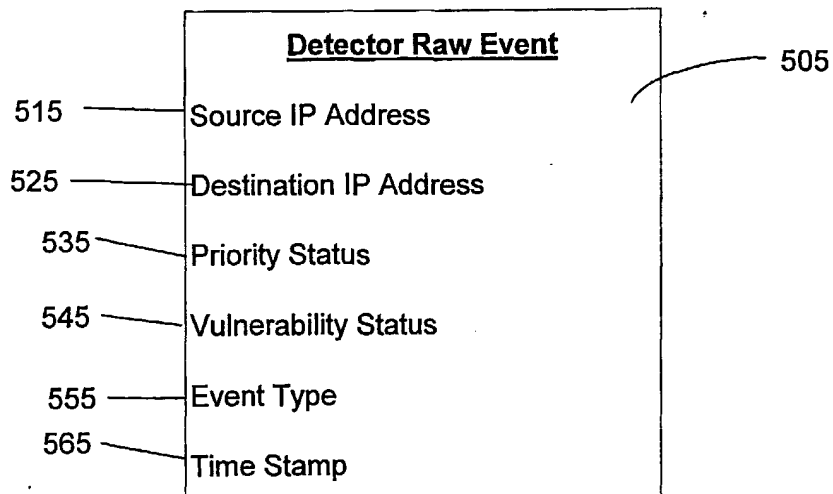 Detector Raw Event
505
515 Source IP Address
525 Destination IP Address
535 Priority Status
545 Vulnerability Status
555 Event Type
565 Time Stamp